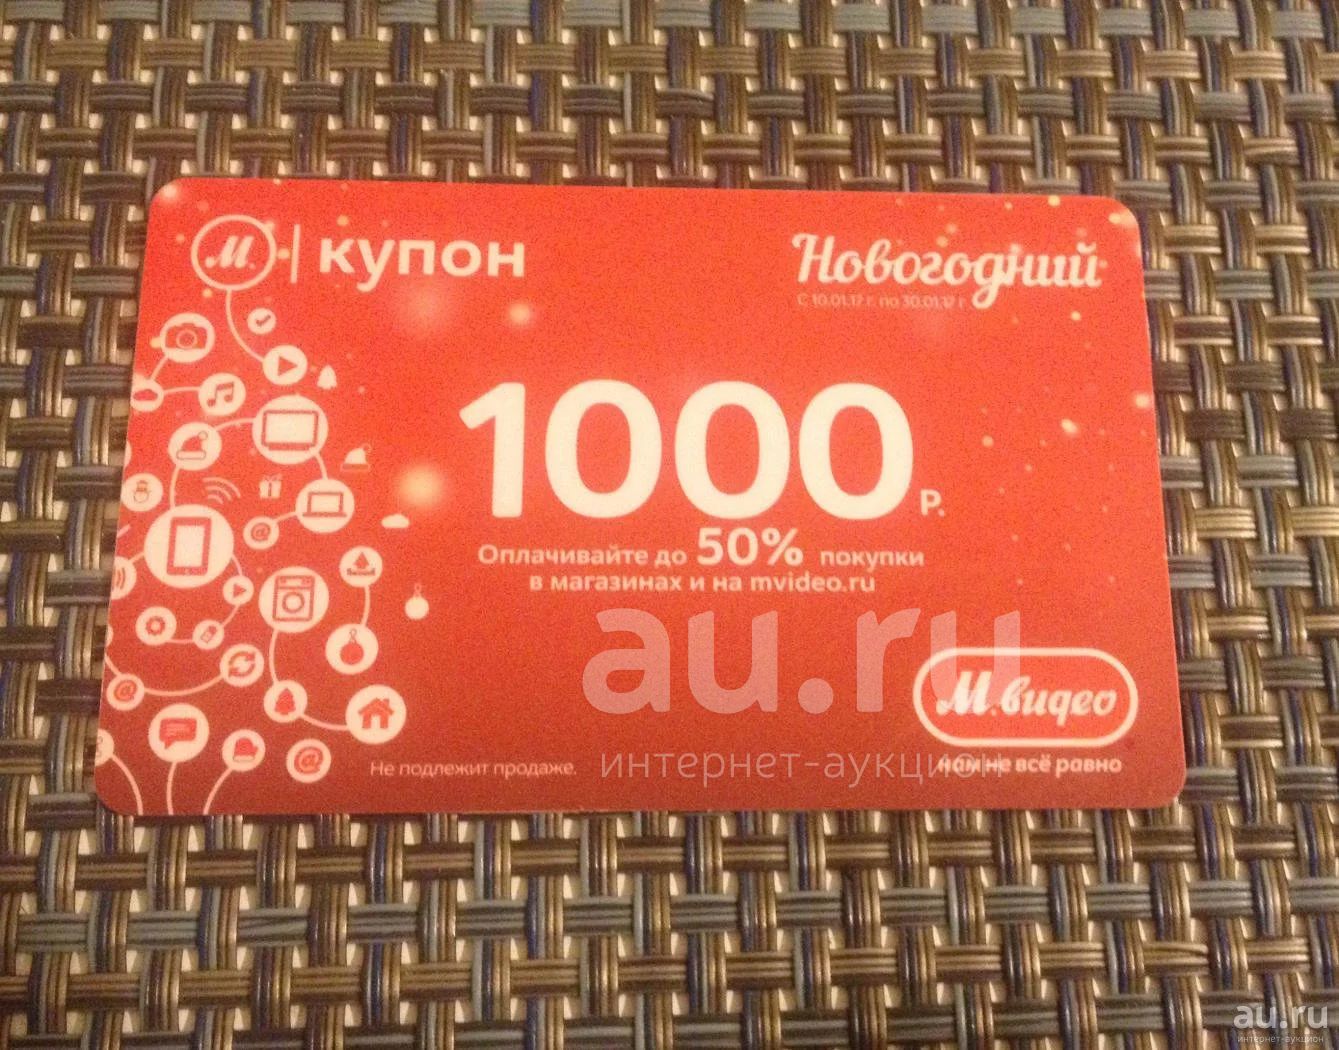 м. | купон
Новогодний
С 10.01.17 г. по 30.01.17 г.
1000 Р.
Оплачивайте до 50% покупки
в магазинах и на mvideo.ru
au.ru
интернет-аукцион
М.видео
нам не всё равно
Не подлежит продаже.
au.ru
интернет-аукцион